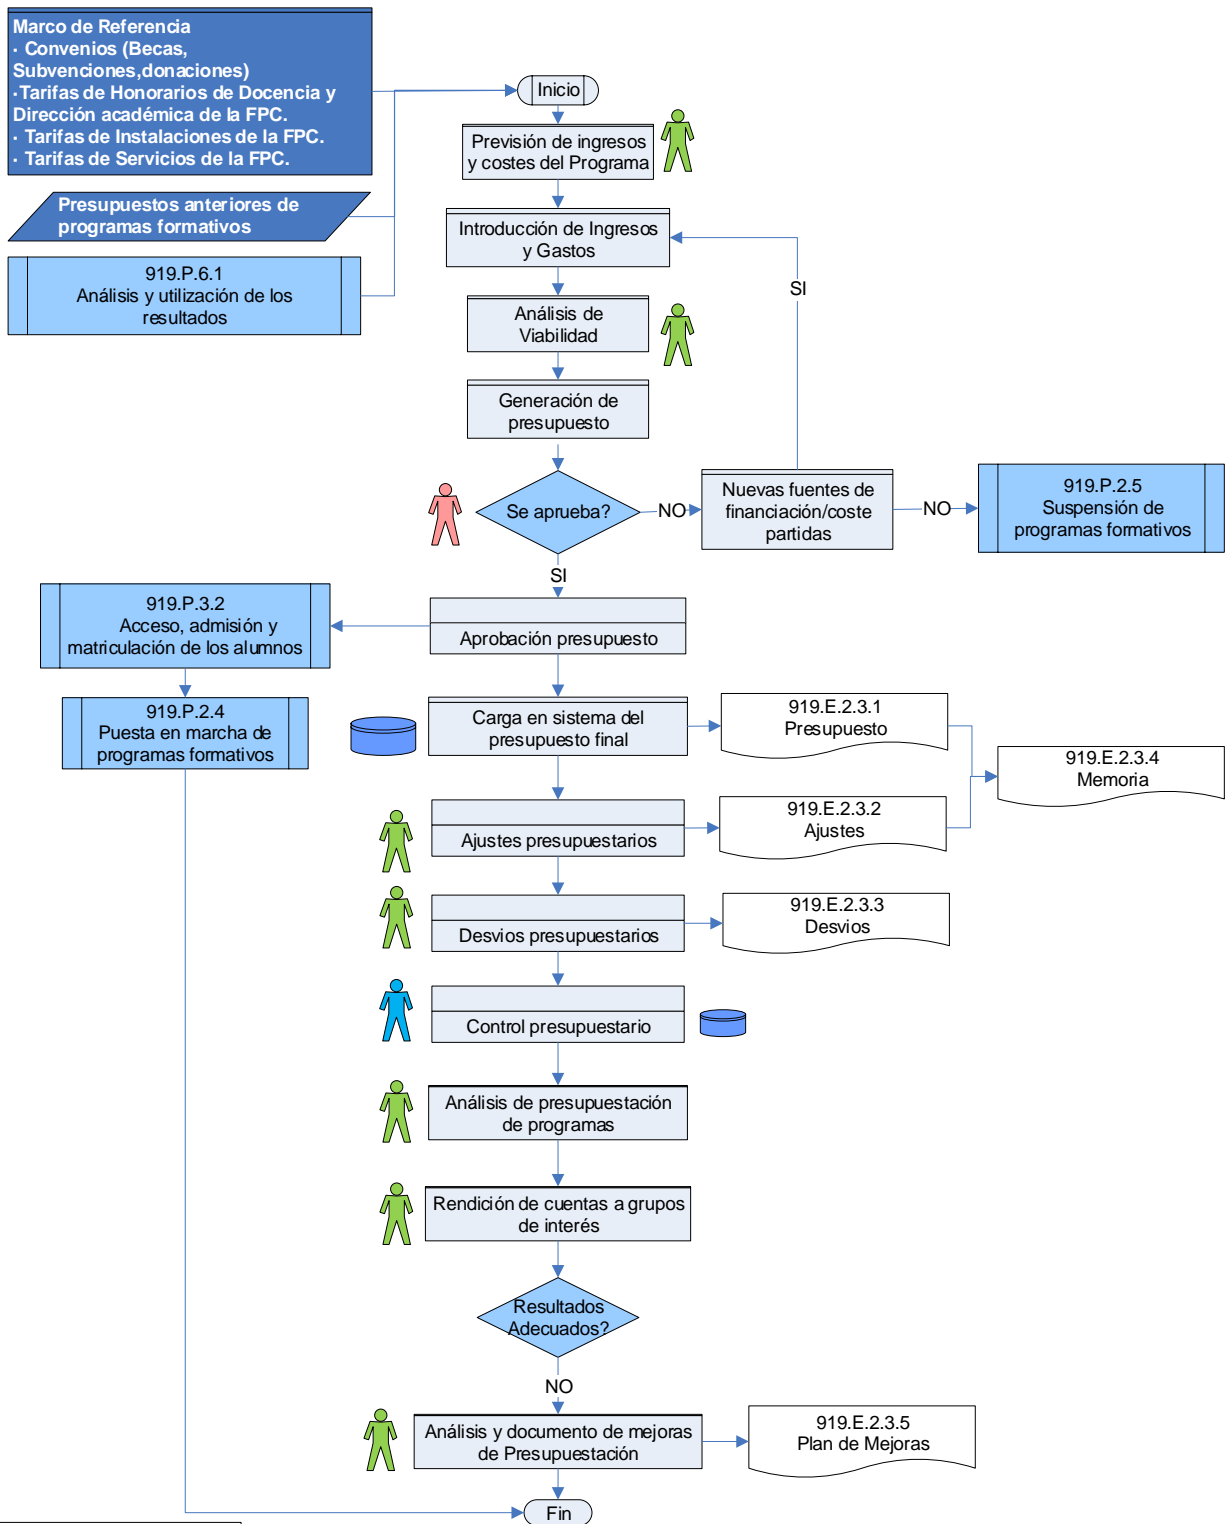 Marco de Referencia
· Convenios (Becas,
Subvenciones,donaciones)
·Tarifas de Honorarios de Docencia y
Dirección académica de la FPC.
· Tarifas de Instalaciones de la FPC.
· Tarifas de Servicios de la FPC.
Presupuestos anteriores de
programas formativos
919.P.6.1
Análisis y utilización de los
resultados
Inicio
Previsión de ingresos
y costes del Programa
Introducción de Ingresos
y Gastos
SI
Análisis de
Viabilidad
Generación de
presupuesto
Se aprueba?
NO
Nuevas fuentes de
financiación/coste
partidas
NO
919.P.2.5
Suspensión de
programas formativos
SI
919.P.3.2
Acceso, admisión y
matriculación de los alumnos
Aprobación presupuesto
919.P.2.4
Puesta en marcha de
programas formativos
Carga en sistema del
presupuesto final
919.E.2.3.1
Presupuesto
919.E.2.3.4
Memoria
Ajustes presupuestarios
919.E.2.3.2
Ajustes
Desvios presupuestarios
919.E.2.3.3
Desvios
Control presupuestario
Análisis de presupuestación
de programas
Rendición de cuentas a grupos
de interés
Resultados
Adecuados?
NO
Análisis y documento de mejoras
de Presupuestación
919.E.2.3.5
Plan de Mejoras
Fin